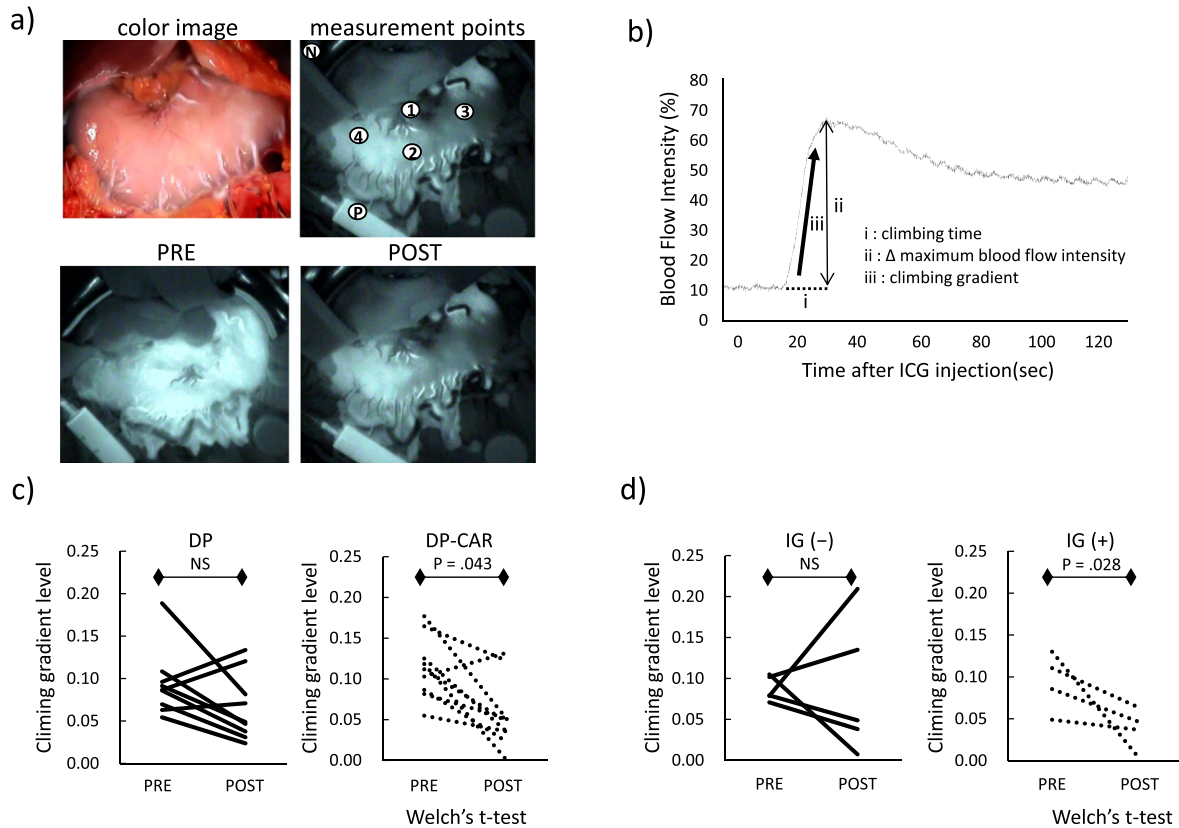 a)
color image
measurement points
N
1
3
4
2
P
PRE
POST
b)
Blood Flow Intensity (%)
80
70
60
50
40
30
20
10
0
0 20 40 60 80 100 120
Time after ICG injection(sec)
i
ii
iii
i : climbing time
ii : Δ maximum blood flow intensity
iii : climbing gradient
c)
Climing gradient level
DP
NS
0.25
0.20
0.15
0.10
0.05
0.00
PRE POST
Climing gradient level
DP-CAR
P = .043
0.25
0.20
0.15
0.10
0.05
0.00
PRE POST
Welch's t-test
d)
Climing gradient level
IG (−)
NS
0.25
0.20
0.15
0.10
0.05
0.00
PRE POST
Climing gradient level
IG (+)
P = .028
0.25
0.20
0.15
0.10
0.05
0.00
PRE POST
Welch's t-test